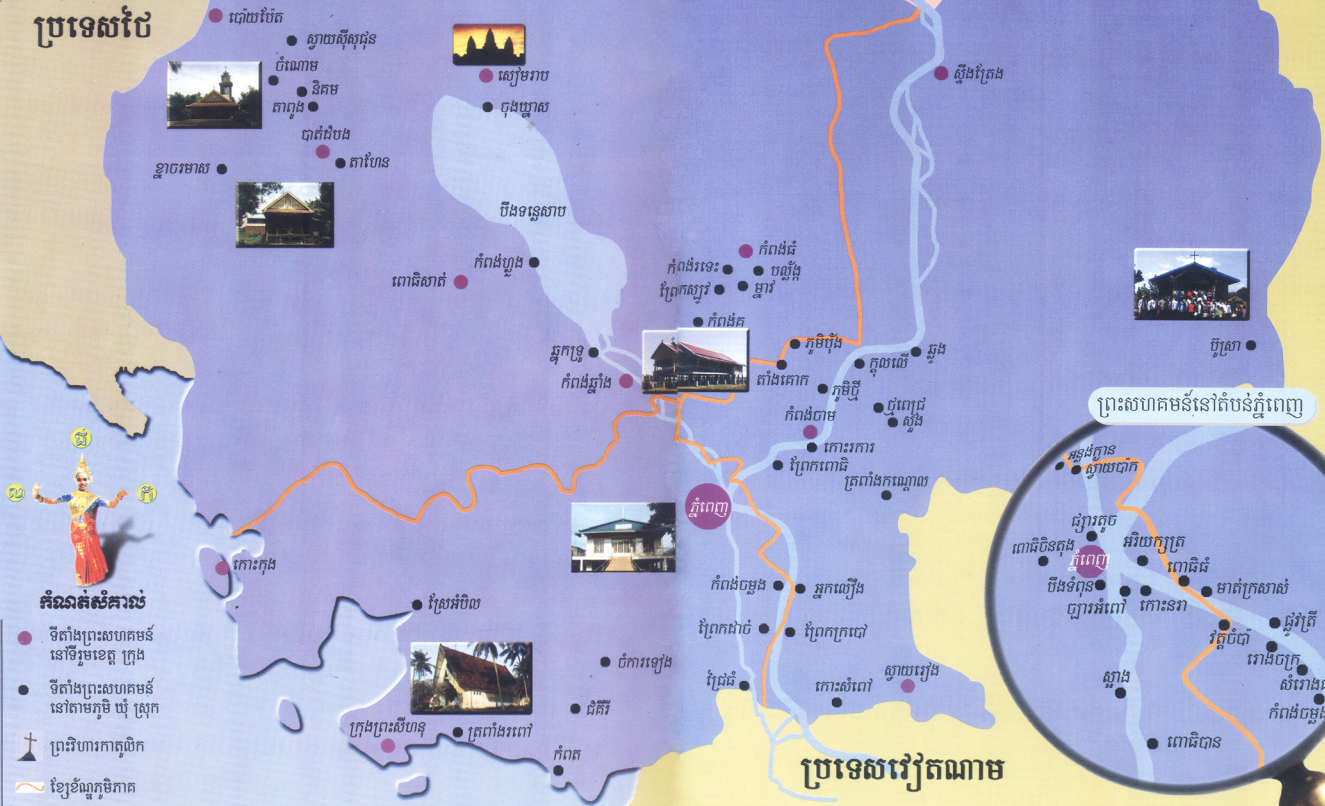 ប្រទេសថៃ
ប៉ោយប៉ែត
ស្វាយស៊ីសុផុន
ចំណោម
និគម
តាពូង
បាត់ដំបង
តាហែន
ខ្នាចរមាស
សៀមរាប
ចុងឃ្នាស
ស្ទឹងត្រែង
បឹងទន្លេសាប
កំពង់ហ្លួង
ពោធិសាត់
កំពង់ធំ
កំពង់រទេះ
បល្ល័ង្គ
ព្រែកស្បូវ
ម្នាវ
កំពង់គ
ប៊ូស្រា
ឆ្នុកទ្រូ
កំពង់ឆ្នាំង
ភូមិប៉ឹង
តាំងគោក
ក្តុលលើ
ឆ្លូង
ភូមិថ្មី
ថ្មពេជ្រ
កំពង់ចាម
សួង
កោះរការ
ព្រែកពោធិ
ត្រពាំងកណ្តោល
ភ្នំពេញ
ព្រះសហគមន៍នៅតំបន់ភ្នំពេញ
អន្លង់ក្ងាន
ស្វាយប៉ាក
ផ្សារតូច
ពោធិចិនតុង
អរិយក្សត្រ
ភ្នំពេញ
ពោធិធំ
បឹងទំពុន
មាត់ក្រសាសំ
ច្បារអំពៅ
កោះនរា
ផ្លូវត្រី
វត្តចំប៉ា
រោងចក្រ
ស្អាង
កំពង់ចម្លង
ពោធិបាន
ធ
ល
ក
កោះកុង
ស្រែអំបិល
កំពង់ចម្លង
អ្នកលឿង
ព្រែកដាច់
ព្រែកក្របៅ
ចំការទៀង
ជ្រៃធំ
កោះសំពៅ
ស្វាយរៀង
ជំគីរី
ក្រុងព្រះសីហនុ
ត្រពាំងរពៅ
កំពត
ប្រទេសវៀតណាម
កំណត់សំគាល់
ទីតាំងព្រះសហគមន៍
នៅទីរួមខេត្ត ក្រុង
ទីតាំងព្រះសហគមន៍
នៅតាមភូមិ ឃុំ ស្រុក
ព្រះវិហារកាតូលិក
ខ្សែខ័ណ្ឌភូមិភាគ